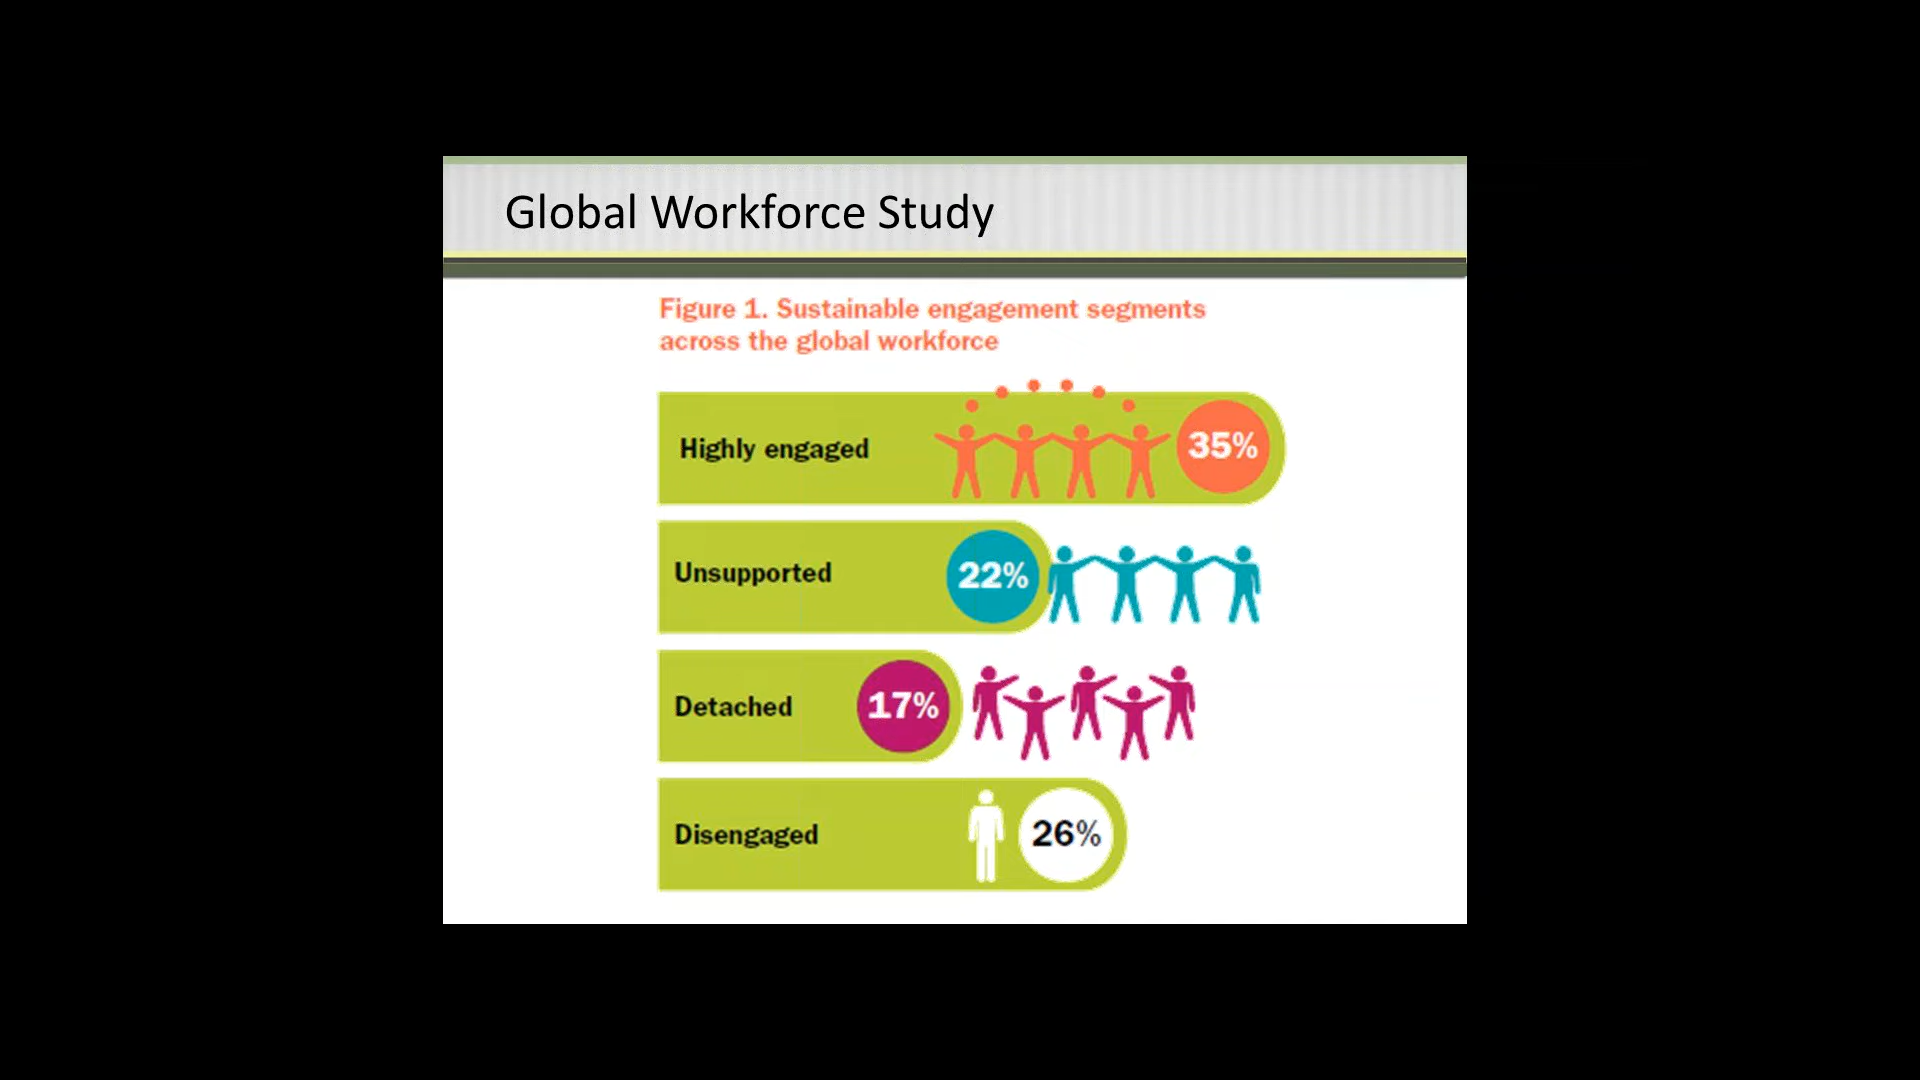 Global Workforce Study
Figure 1. Sustainable engagement segments
across the global workforce
Highly engaged
35%
Unsupported
22%
Detached
17%
Disengaged
26%